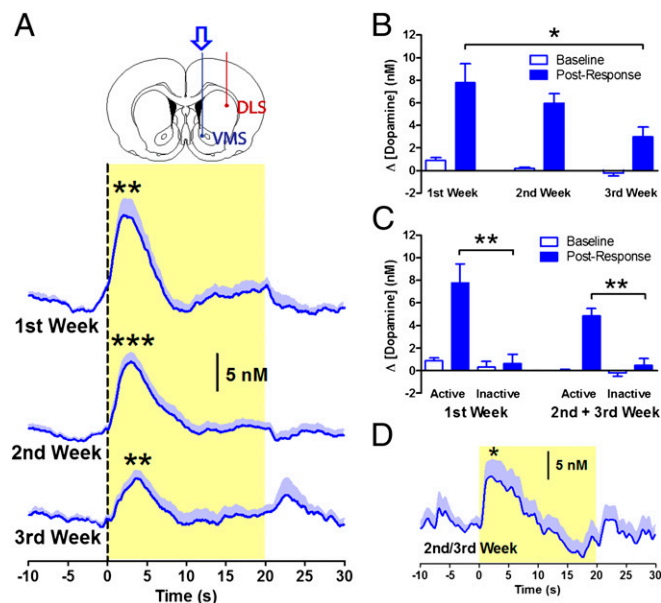 A
DLS
VMS
**
1st Week
***
5 nM
2nd Week
**
3rd Week
-10 -5 0 5 10 15 20 25 30
Time (s)
B
Δ [Dopamine] (nM)
10
8
6
4
2
0
-2
*
Baseline
Post-Response
1st Week 2nd Week 3rd Week
C
Δ [Dopamine] (nM)
10
8
6
4
2
0
-2
Baseline
Post-Response
** **
Active Inactive Active Inactive
1st Week 2nd + 3rd Week
D
*
5 nM
2nd/3rd Week
-10 -5 0 5 10 15 20 25 30
Time (s)